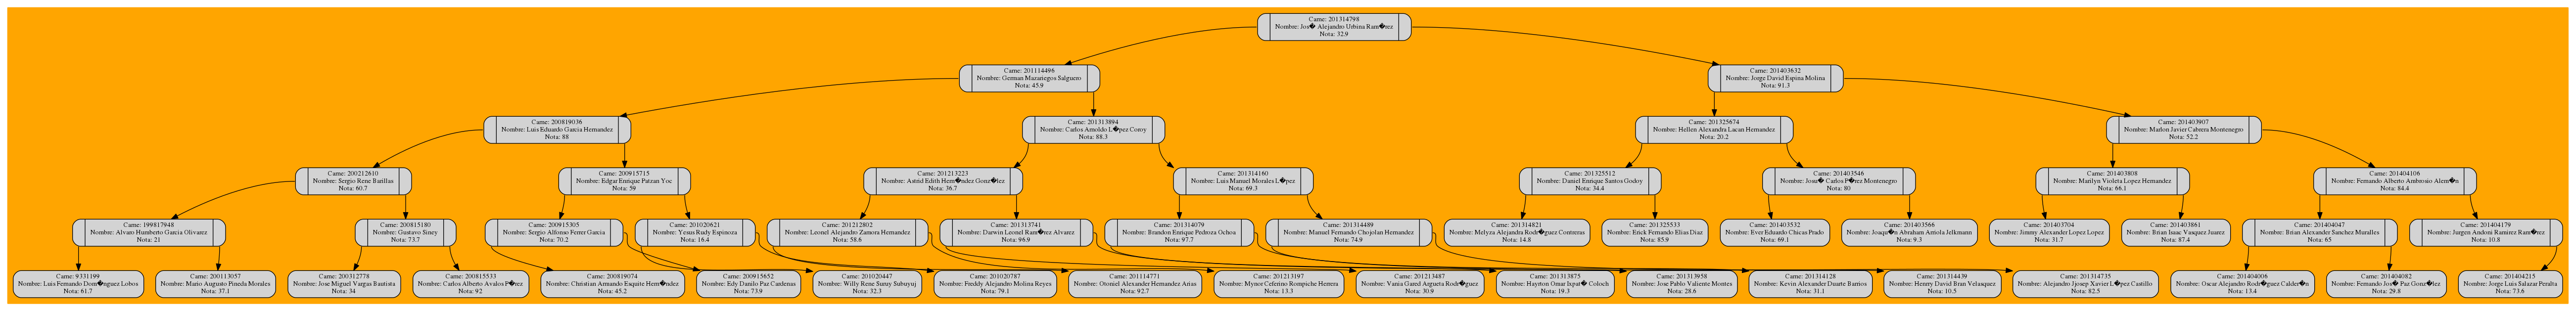 Carne: 201314798
Nombre: Jos� Alejandro Urbina Ram�rez
Nota: 32.9
Carne: 201114496
Nombre: German Mazariegos Salguero
Nota: 45.9
Carne: 201403632
Nombre: Jorge David Espina Molina
Nota: 91.3
Carne: 200819036
Nombre: Luis Eduardo Garcia Hernandez
Nota: 88
Carne: 201313894
Nombre: Carlos Arnoldo L�pez Coroy
Nota: 88.3
Carne: 201325674
Nombre: Hellen Alexandra Lacan Hernandez
Nota: 20.2
Carne: 201403907
Nombre: Marlon Javier Cabrera Montenegro
Nota: 52.2
Carne: 200212610
Nombre: Sergio Rene Barillas
Nota: 60.7
Carne: 200915715
Nombre: Edgar Enrique Patzan Yoc
Nota: 59
Carne: 201213223
Nombre: Astrid Edith Hern�ndez Gonz�lez
Nota: 36.7
Carne: 201314160
Nombre: Luis Manuel Morales L�pez
Nota: 69.3
Carne: 201325512
Nombre: Daniel Enrique Santos Godoy
Nota: 34.4
Carne: 201403546
Nombre: Josu� Carlos P�rez Montenegro
Nota: 80
Carne: 201403808
Nombre: Marilyn Violeta Lopez Hernandez
Nota: 66.1
Carne: 201404106
Nombre: Fernando Alberto Ambrosio Alem�n
Nota: 84.4
Carne: 199817948
Nombre: Alvaro Humberto Garcia Olivarez
Nota: 21
Carne: 200815180
Nombre: Gustavo Siney
Nota: 73.7
Carne: 200915305
Nombre: Sergio Alfonso Ferrer Garcia
Nota: 70.2
Carne: 201020621
Nombre: Yesus Rudy Espinoza
Nota: 16.4
Carne: 201212802
Nombre: Leonel Alejandro Zamora Hernandez
Nota: 58.6
Carne: 201313741
Nombre: Darwin Leonel Ram�rez Alvarez
Nota: 96.9
Carne: 201314079
Nombre: Brandon Enrique Pedroza Ochoa
Nota: 97.7
Carne: 201314489
Nombre: Manuel Fernando Chojolan Hernandez
Nota: 74.9
Carne: 201314821
Nombre: Melyza Alejandra Rodr�guez Contreras
Nota: 14.8
Carne: 201325533
Nombre: Erick Fernando Elias Diaz
Nota: 85.9
Carne: 201403532
Nombre: Ever Eduardo Chicas Prado
Nota: 69.1
Carne: 201403566
Nombre: Joaqu�n Abraham Arriola Jelkmann
Nota: 9.3
Carne: 201403704
Nombre: Jimmy Alexander Lopez Lopez
Nota: 31.7
Carne: 201403861
Nombre: Brian Isaac Vasquez Juarez
Nota: 87.4
Carne: 201404047
Nombre: Brian Alexander Sanchez Muralles
Nota: 65
Carne: 201404179
Nombre: Jurgen Andoni Ramirez Ram�rez
Nota: 10.8
Carne: 9331199
Nombre: Luis Fernando Dom�nguez Lobos
Nota: 61.7
Carne: 200113057
Nombre: Mario Augusto Pineda Morales
Nota: 37.1
Carne: 200312778
Nombre: Jose Miguel Vargas Bautista
Nota: 34
Carne: 200815533
Nombre: Carlos Alberto Avalos P�rez
Nota: 92
Carne: 200819074
Nombre: Christian Armando Esquite Hern�ndez
Nota: 45.2
Carne: 200915652
Nombre: Edy Danilo Paz Cardenas
Nota: 73.9
Carne: 201020447
Nombre: Willy Rene Suruy Subuyuj
Nota: 32.3
Carne: 201020787
Nombre: Freddy Alejandro Molina Reyes
Nota: 79.1
Carne: 201114771
Nombre: Otoniel Alexander Hernandez Arias
Nota: 92.7
Carne: 201213197
Nombre: Mynor Ceferino Rompiche Herrera
Nota: 13.3
Carne: 201213487
Nombre: Vania Gared Argueta Rodr�guez
Nota: 30.9
Carne: 201313875
Nombre: Hayrton Omar Ixpat� Coloch
Nota: 19.3
Carne: 201313958
Nombre: Jose Pablo Valiente Montes
Nota: 28.6
Carne: 201314128
Nombre: Kevin Alexander Duarte Barrios
Nota: 31.1
Carne: 201314439
Nombre: Henrry David Bran Velasquez
Nota: 10.5
Carne: 201314735
Nombre: Alejandro Jjosep Xavier L�pez Castillo
Nota: 82.5
Carne: 201404006
Nombre: Oscar Alejandro Rodr�guez Calder�n
Nota: 13.4
Carne: 201404082
Nombre: Fernando Jos� Paz Gonz�lez
Nota: 29.8
Carne: 201404215
Nombre: Jorge Luis Salazar Peralta
Nota: 73.6